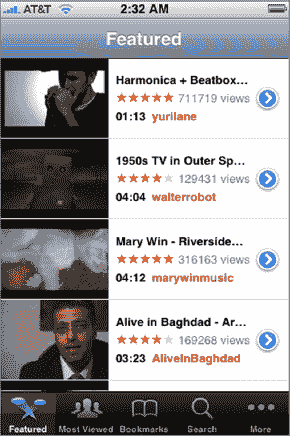 AT&T 2:32 AM
Featured
Harmonica + Beatbox...
711719 views
01:13 yurilane
1950s TV in Outer Sp...
129431 views
04:04 walterrobot
Mary Win - Riverside...
316163 views
04:12 marywinmusic
Alive in Baghdad - Ar...
169268 views
03:23 AliveInBaghdad
Featured Most Viewed Bookmarks Search More